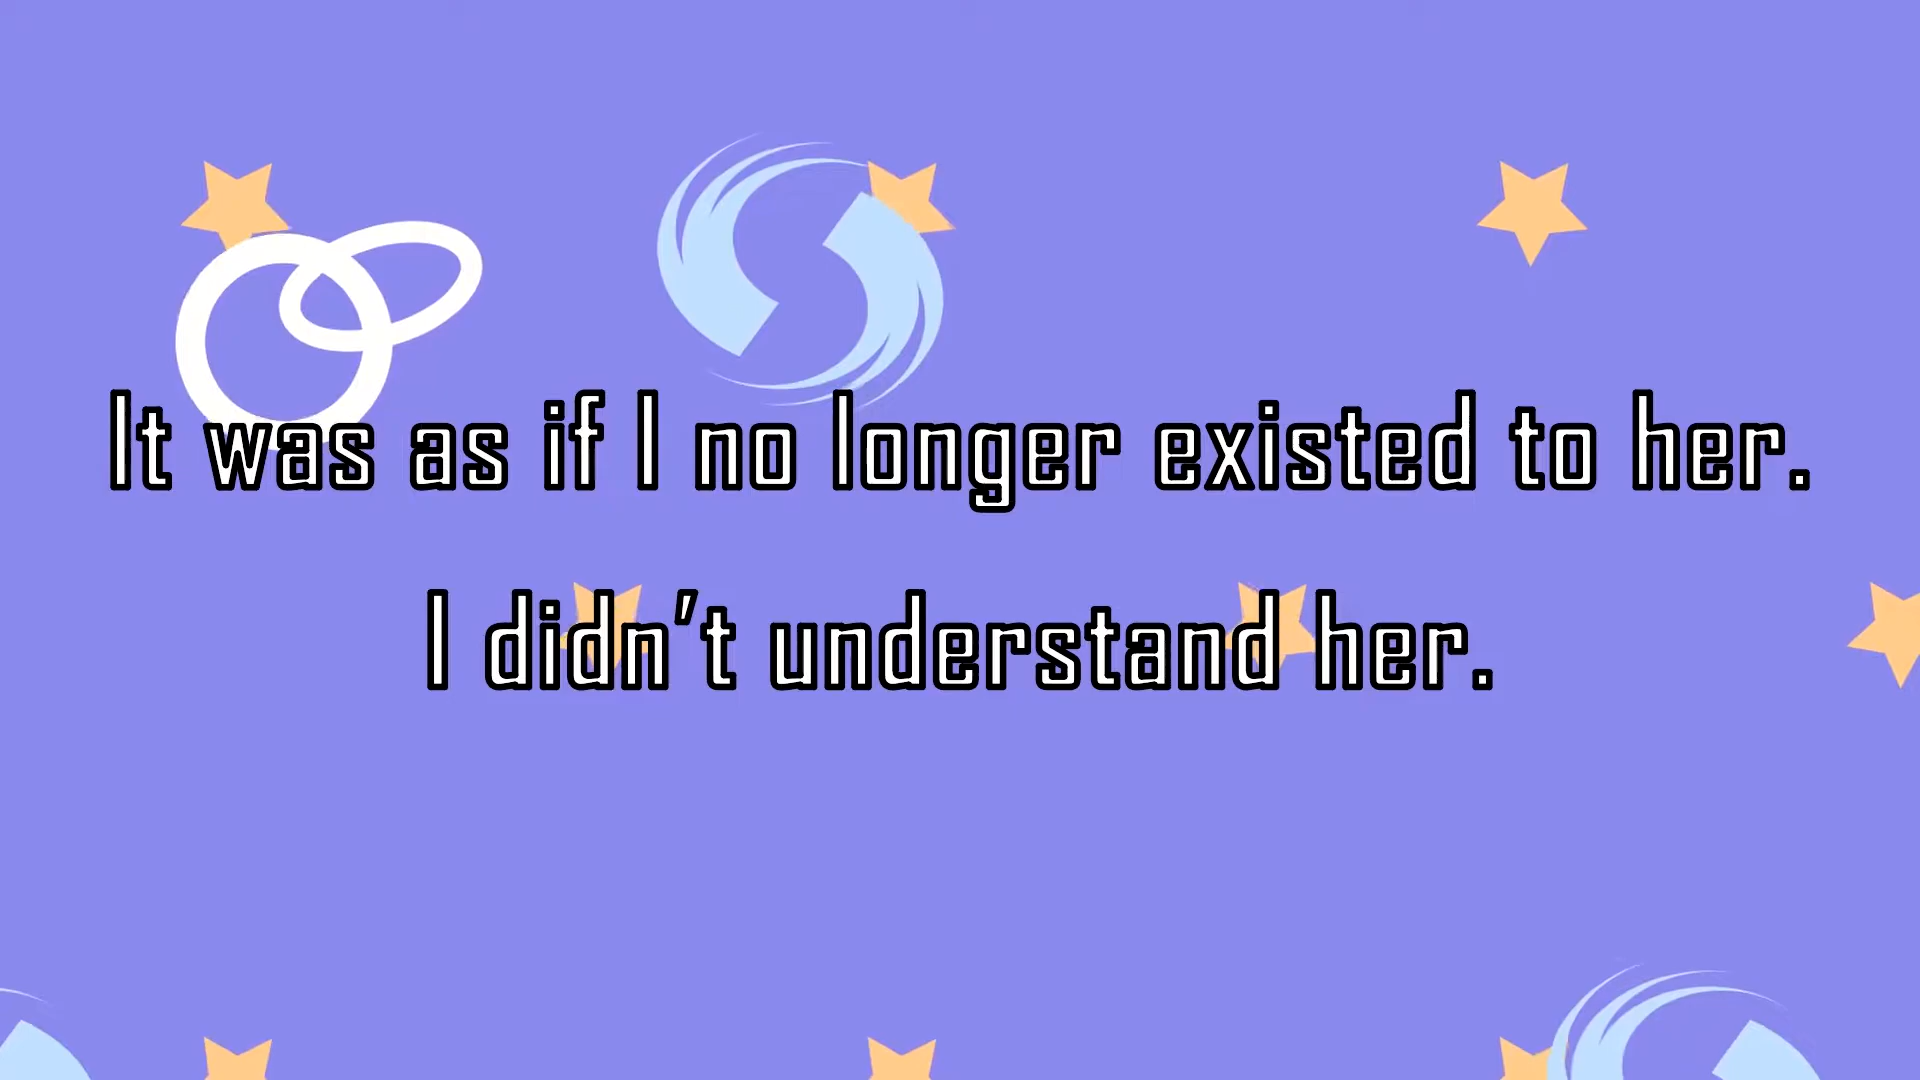 It was as if I no longer existed to her.
I didn't understand her.